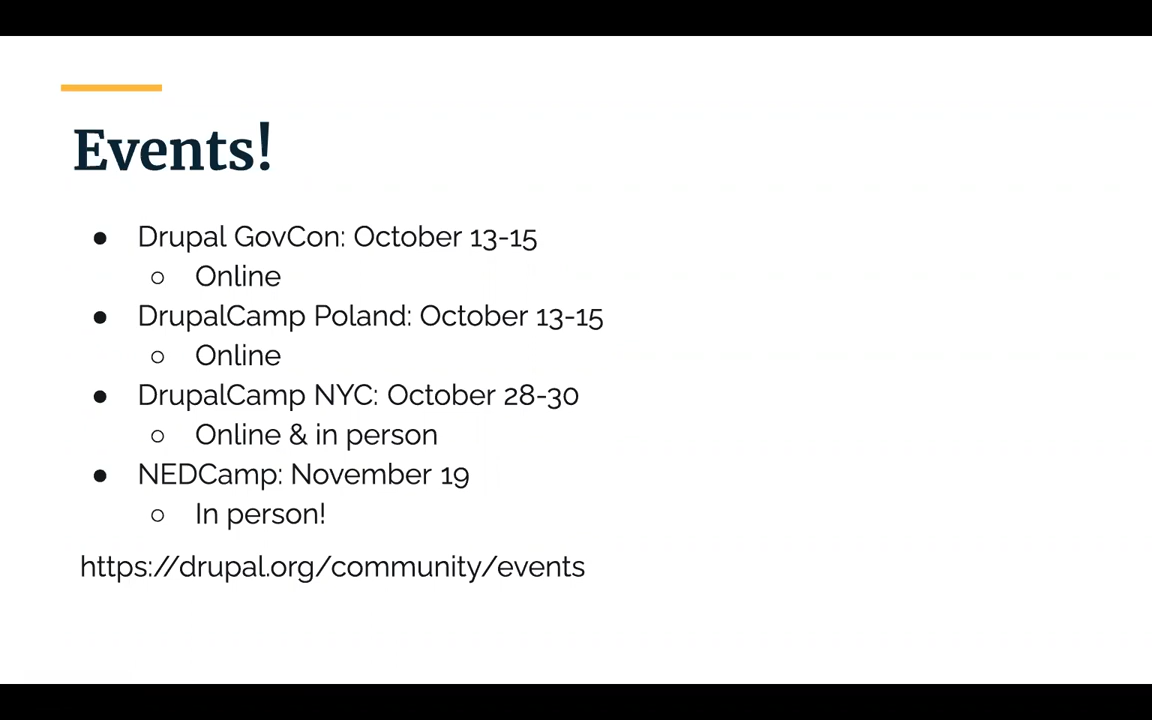 Events!
● Drupal GovCon: October 13-15
○ Online
● DrupalCamp Poland: October 13-15
○ Online
● DrupalCamp NYC: October 28-30
○ Online & in person
● NEDCamp: November 19
○ In person!
https://drupal.org/community/events